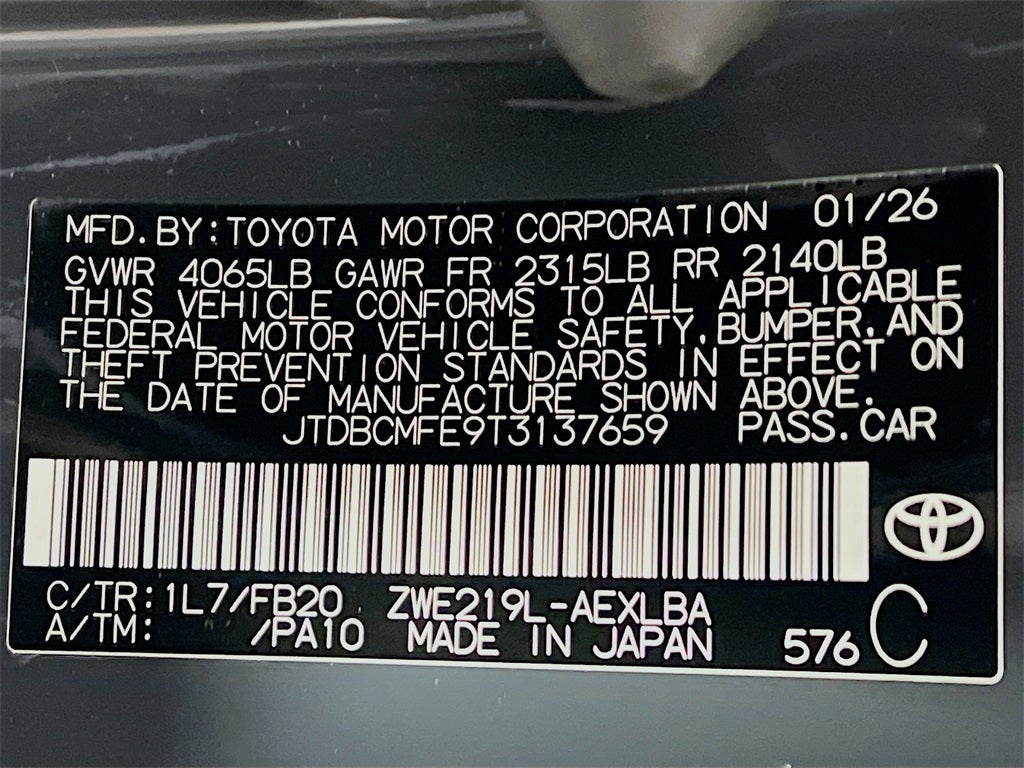 MFD.BY:TOYOTA MOTOR CORPORATION 01/26
GVWR 4065LB GAWR FR 2315LB RR 2140LB
THIS VEHICLE CONFORMS TO ALL APPLICABLE
FEDERAL MOTOR VEHICLE SAFETY,BUMPER,AND
THEFT PREVENTION STANDARDS IN EFFECT ON
THE DATE OF MANUFACTURE SHOWN ABOVE.
JTDBCMFE9T3137659 PASS.CAR
C/TR:1L7/FB20 ZWE219L-AEXLBA C
A/TM: /PA10 MADE IN JAPAN 576